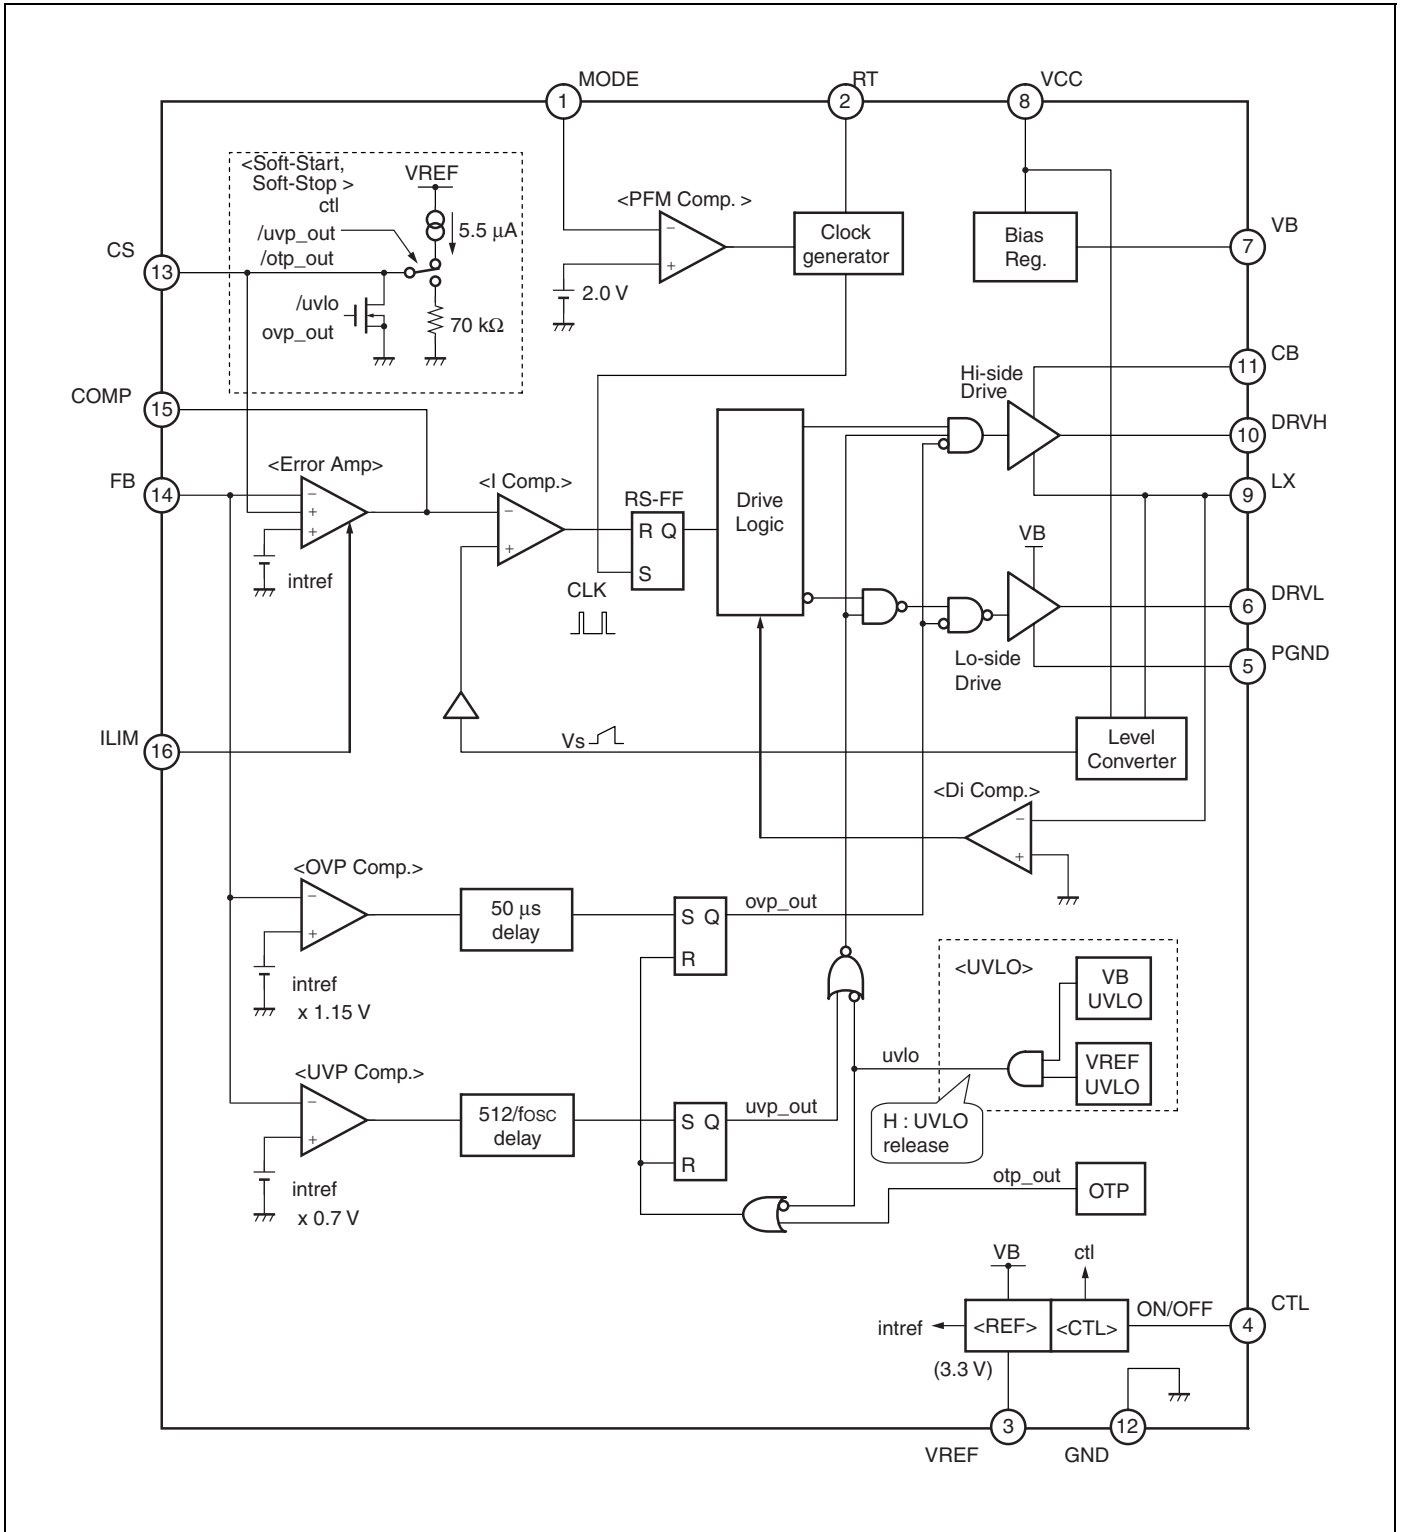 MODE
1
RT
2
VCC
8
<Soft-Start,
Soft-Stop >
ctl
VREF
/uvp_out
/otp_out
5.5 μA
/uvlo
ovp_out
70 kΩ
CS
13
<PFM Comp. >
−
+
2.0 V
Clock
generator
Bias
Reg.
VB
7
CB
11
Hi-side
Drive
DRVH
10
LX
9
COMP
15
FB
14
<Error Amp>
−
+
+
intref
<I Comp.>
−
+
RS-FF
R Q
S
CLK
Drive
Logic
VB
DRVL
6
Lo-side
Drive
PGND
5
ILIM
16
Vs
Level
Converter
<Di Comp.>
−
+
<OVP Comp.>
−
+
intref
x 1.15 V
50 μs
delay
S Q
R
ovp_out
<UVLO>
VB
UVLO
VREF
UVLO
uvlo
H : UVLO
release
<UVP Comp.>
−
+
intref
x 0.7 V
512/fOSC
delay
S Q
R
uvp_out
otp_out
OTP
VB
ctl
intref
<REF>
<CTL>
ON/OFF
CTL
4
(3.3 V)
3
VREF
12
GND